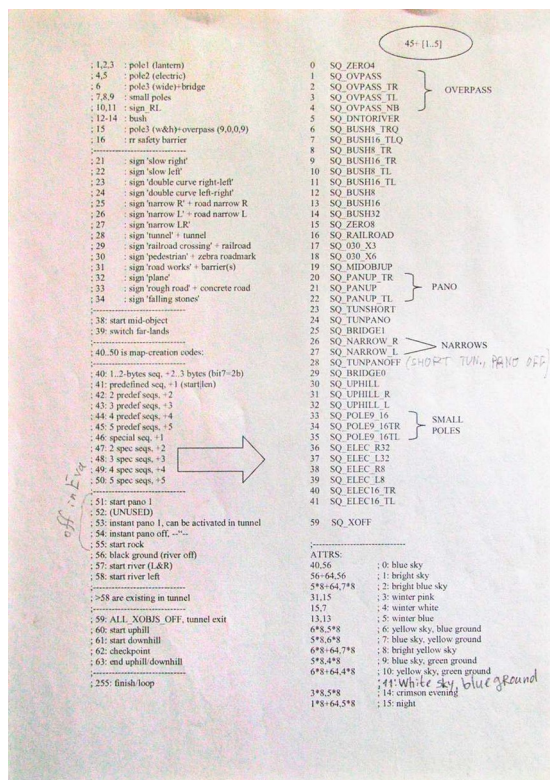 45+ [1..5]
; 1,2,3 : pole1 (lantern)
; 4,5 : pole2 (electric)
; 6 : pole3 (wide)+bridge
; 7,8,9 : small poles
; 10,11 : sign_RL
; 12-14 : bush
; 15 : pole3 (w&h)+overpass (9,0,0,9)
; 16 : rr safety barrier
;--------------------------------
; 21 : sign 'slow right'
; 22 : sign 'slow left'
; 23 : sign 'double curve right-left'
; 24 : sign 'double curve left-right'
; 25 : sign 'narrow R' + road narrow R
; 26 : sign 'narrow L' + road narrow L
; 27 : sign 'narrow LR'
; 28 : sign 'tunnel' + tunnel
; 29 : sign 'railroad crossing' + railroad
; 30 : sign 'pedestrian' + zebra roadmark
; 31 : sign 'road works' + barrier(s)
; 32 : sign 'plane'
; 33 : sign 'rough road' + concrete road
; 34 : sign 'falling stones'
;--------------------------------
; 38: start mid-object
; 39: switch far-lands
;--------------------------------
; 40..50 is map-creation codes:
;--------------------------------
; 40: 1..2-bytes seq, +2..3 bytes (bit7=2b)
; 41: predefined seq, +1 (start|len)
; 42: 2 predef seqs, +2
; 43: 3 predef seqs, +3
; 44: 4 predef seqs, +4
; 45: 5 predef seqs, +5
; 46: special seq, +1
; 47: 2 spec seqs, +2
; 48: 3 spec seqs, +3
; 49: 4 spec seqs, +4
; 50: 5 spec seqs, +5
;--------------------------------
; 51: start pano 1
; 52: (UNUSED)
; 53: instant pano 1, can be activated in tunnel
; 54: instant pano off, --"--
; 55: start rock
; 56: black ground (river off)
; 57: start river (L&R)
; 58: start river left
;--------------------------------
; >58 are existing in tunnel
;--------------------------------
; 59: ALL_XOBJS_OFF, tunnel exit
; 60: start uphill
; 61: start downhill
; 62: checkpoint
; 63: end uphill/downhill
;--------------------------------
; 255: finish/loop
off in Eva
0 SQ_ZERO4
1 SQ_OVPASS
2 SQ_OVPASS_TR
3 SQ_OVPASS_TL
4 SQ_OVPASS_NB
OVERPASS
5 SQ_DNTORIVER
6 SQ_BUSH8_TRQ
7 SQ_BUSH16_TLQ
8 SQ_BUSH8_TR
9 SQ_BUSH16_TR
10 SQ_BUSH8_TL
11 SQ_BUSH16_TL
12 SQ_BUSH8
13 SQ_BUSH16
14 SQ_BUSH32
15 SQ_ZERO8
16 SQ_RAILROAD
17 SQ_030_X3
18 SQ_030_X6
19 SQ_MIDOBJUP
20 SQ_PANUP_TR
21 SQ_PANUP
22 SQ_PANUP_TL
PANO
23 SQ_TUNSHORT
24 SQ_TUNPANO
25 SQ_BRIDGE1
26 SQ_NARROW_R
27 SQ_NARROW_L
NARROWS
28 SQ_TUNPANOFF (SHORT TUN., PANO OFF)
29 SQ_BRIDGE0
30 SQ_UPHILL
31 SQ_UPHILL_R
32 SQ_UPHILL_L
33 SQ_POLE9_16
34 SQ_POLE9_16TR
35 SQ_POLE9_16TL
SMALL
POLES
36 SQ_ELEC_R32
37 SQ_ELEC_L32
38 SQ_ELEC_R8
39 SQ_ELEC_L8
40 SQ_ELEC16_TR
41 SQ_ELEC16_TL
59 SQ_XOFF
;--------------------------------
ATTRS:
40,56 ; 0: blue sky
56+64,56 ; 1: bright sky
5*8+64,7*8 ; 2: bright blue sky
31,15 ; 3: winter pink
15,7 ; 4: winter white
13,13 ; 5: winter blue
6*8,5*8 ; 6: yellow sky, blue ground
5*8,6*8 ; 7: blue sky, yellow ground
6*8+64,7*8 ; 8: bright yellow sky
5*8,4*8 ; 9: blue sky, green ground
6*8+64,4*8 ; 10: yellow sky, green ground
; 11: White sky, blue ground
3*8,5*8 ; 14: crimson evening
1*8+64,5*8 ; 15: night